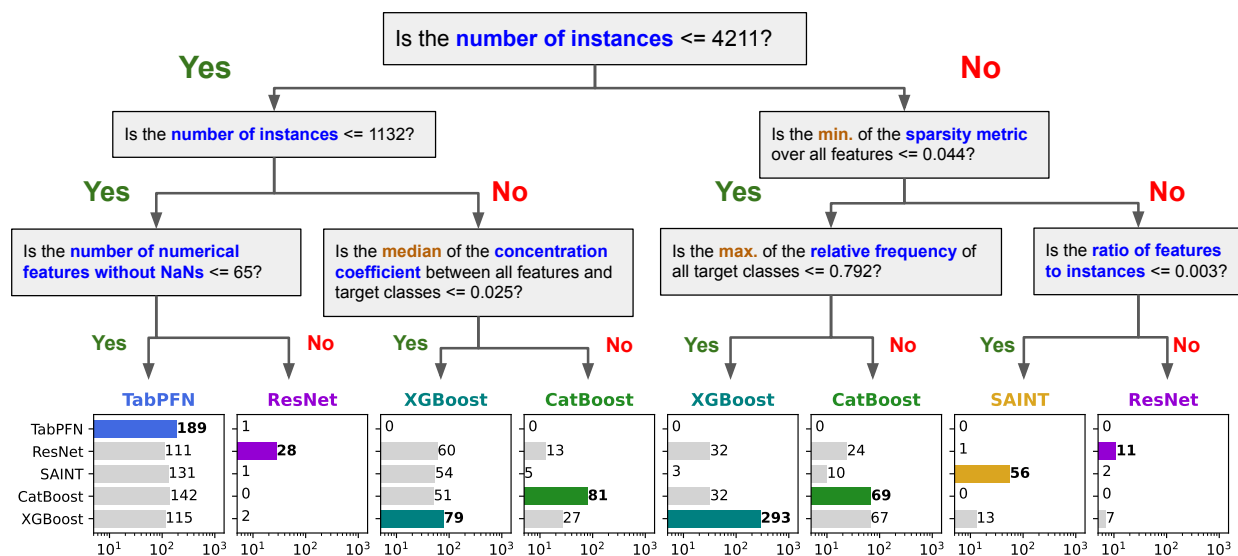 Is the number of instances <= 4211?
Yes
No
Is the number of instances <= 1132?
Is the min. of the sparsity metric
over all features <= 0.044?
Yes
No
Yes
No
Is the number of numerical
features without NaNs <= 65?
Is the median of the concentration
coefficient between all features and
target classes <= 0.025?
Is the max. of the relative frequency of
all target classes <= 0.792?
Is the ratio of features
to instances <= 0.003?
Yes
No
Yes
No
Yes
No
Yes
No
TabPFN
ResNet
XGBoost
CatBoost
XGBoost
CatBoost
SAINT
ResNet
TabPFN 189 1 0 0 0 0 0 0
ResNet 111 28 60 13 32 24 1 11
SAINT 131 1 54 5 3 10 56 2
CatBoost 142 0 51 81 32 69 0 0
XGBoost 115 2 79 27 293 67 13 7
10¹ 10² 10³ 10¹ 10² 10³ 10¹ 10² 10³ 10¹ 10² 10³ 10¹ 10² 10³ 10¹ 10² 10³ 10¹ 10² 10³ 10¹ 10² 10³